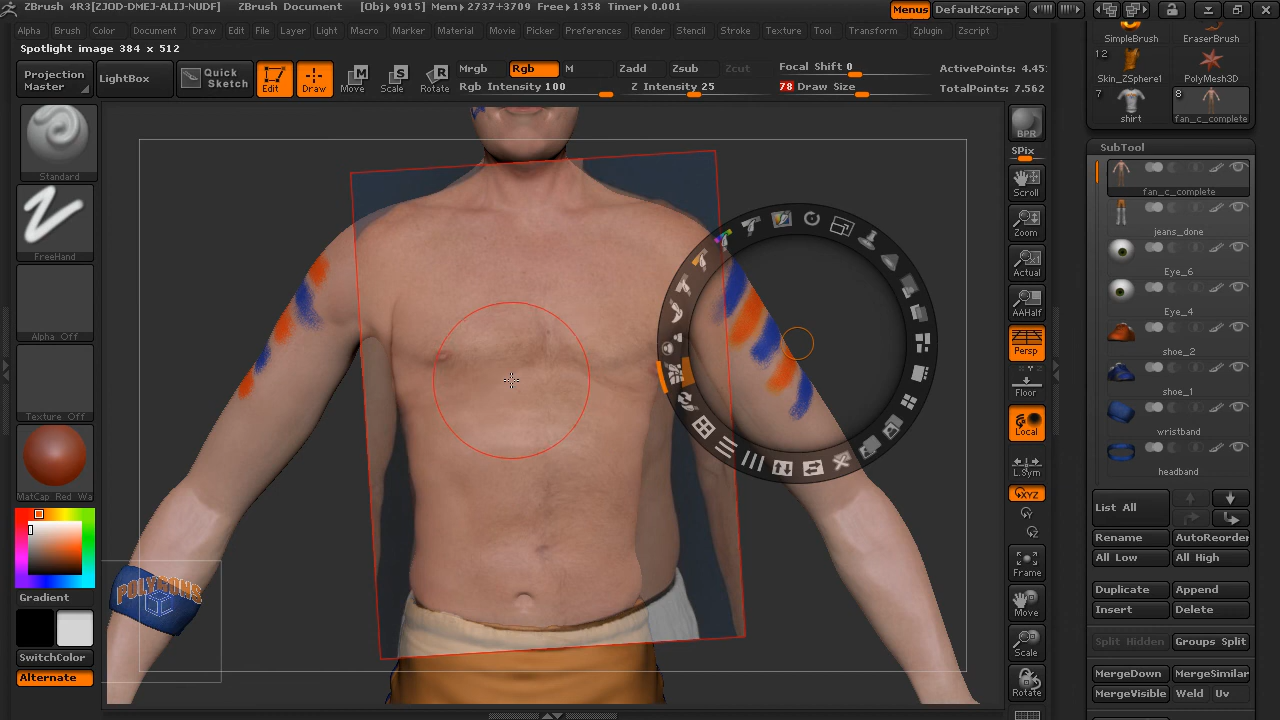 ZBrush 4R3[ZJOD-DMEJ-ALIJ-NUDF] ZBrush Document [Obj▸9915] Mem▸2737+3709 Free▸1358 Timer▸0.001 Menus DefaultZScript
Alpha Brush Color Document Draw Edit File Layer Light Macro Marker Material Movie Picker Preferences Render Stencil Stroke Texture Tool Transform Zplugin Zscript
Spotlight image 384 x 512
Projection
Master
LightBox
Quick
Sketch
Edit
Draw
Move
Scale
Rotate
Mrgb Rgb M
Rgb Intensity 100
Zadd Zsub Zcut
Z Intensity 25
Focal Shift 0
78 Draw Size
ActivePoints: 4.45
TotalPoints: 7.562
Standard
FreeHand
Alpha Off
Texture Off
MatCap Red Wa
Gradient
SwitchColor
Alternate
POLYGONS
BPR
SPix
Scroll
Zoom
Actual
AAHalf
Persp
Floor
Local
L.Sym
XYZ
Y
Z
Frame
Move
Scale
Rotate
SimpleBrush EraserBrush
12
Skin_ZSphere1 PolyMesh3D
7 8
shirt fan_c_complete
SubTool
fan_c_complete
jeans_done
Eye_6
Eye_4
shoe_2
shoe_1
wristband
headband
List All
Rename AutoReorder
All Low All High
Duplicate Append
Insert Delete
Split Hidden Groups Split
MergeDown MergeSimilar
MergeVisible Weld Uv